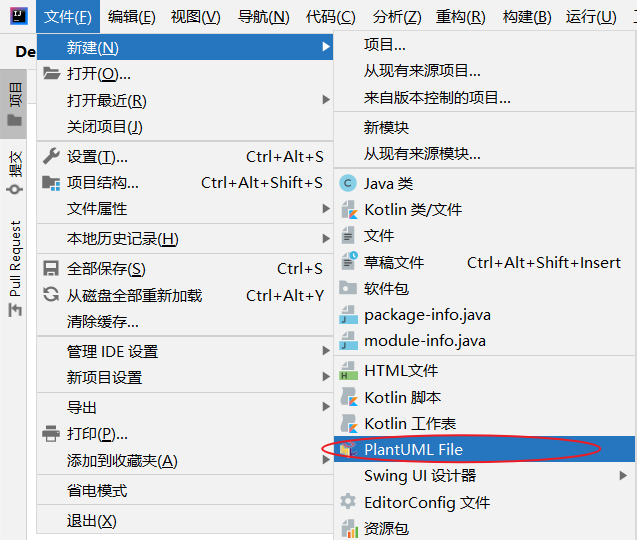 文件(F) 编辑(E) 视图(V) 导航(N) 代码(C) 分析(Z) 重构(R) 构建(B) 运行(U)
De
项目
提交
Pull Request
新建(N)
打开(O)...
打开最近(R)
关闭项目(J)
设置(T)... Ctrl+Alt+S
项目结构... Ctrl+Alt+Shift+S
文件属性
本地历史记录(H)
全部保存(S) Ctrl+S
从磁盘全部重新加载 Ctrl+Alt+Y
清除缓存...
管理 IDE 设置
新项目设置
导出
打印(P)...
添加到收藏夹(A)
省电模式
退出(X)
项目...
从现有来源项目...
来自版本控制的项目...
新模块
从现有来源模块...
Java 类
Kotlin 类/文件
文件
草稿文件 Ctrl+Alt+Shift+Insert
软件包
package-info.java
module-info.java
HTML文件
Kotlin 脚本
Kotlin 工作表
PlantUML File
Swing UI 设计器
EditorConfig 文件
资源包